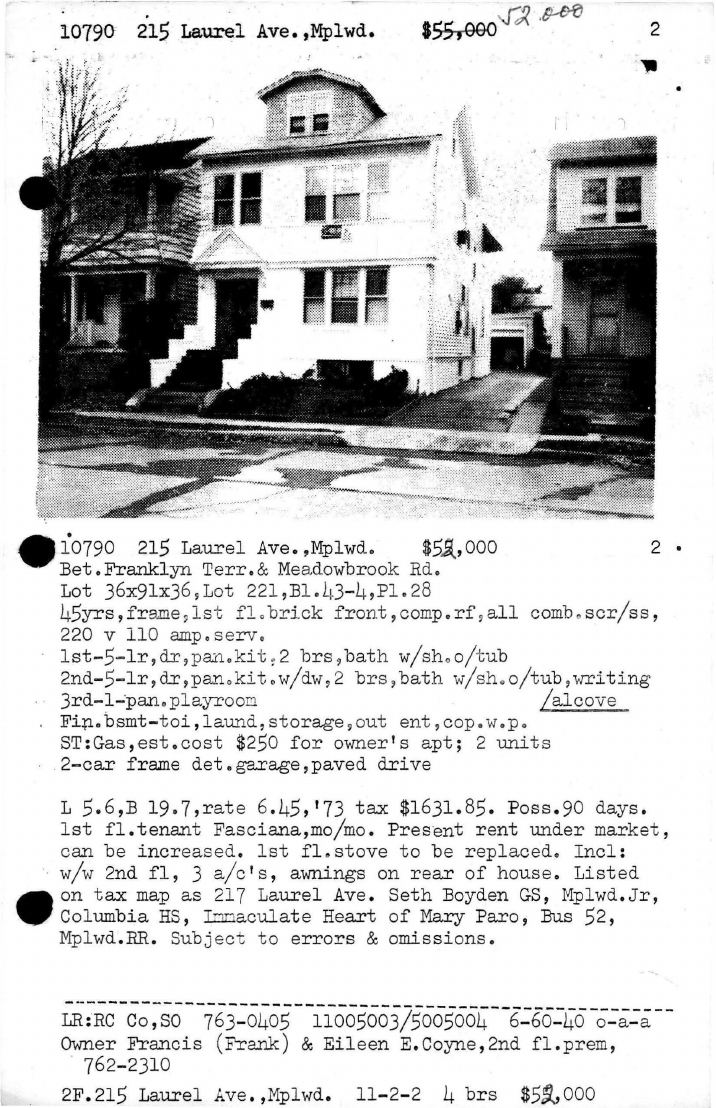 52.000
10790 215 Laurel Ave.,Mplwd. $55,000 2
10790 215 Laurel Ave.,Mplwd. $52,000 2
Bet.Franklyn Terr.& Meadowbrook Rd.
Lot 36x91x36,Lot 221,Bl.43-4,Pl.28
45yrs,frame,1st fl.brick front,comp.rf,all comb.scr/ss,
220 v 110 amp.serv.
1st-5-lr,dr,pan.kit,2 brs,bath w/sh.o/tub
2nd-5-lr,dr,pan.kit.w/dw,2 brs,bath w/sh.o/tub,writing
3rd-1-pan.playroom /alcove
Fin.bsmt-toi,laund,storage,out ent,cop.w.p.
ST:Gas,est.cost $250 for owner's apt; 2 units
2-car frame det.garage,paved drive
L 5.6,B 19.7,rate 6.45,'73 tax $1631.85. Poss.90 days.
1st fl.tenant Fasciana,mo/mo. Present rent under market,
can be increased. 1st fl.stove to be replaced. Incl:
w/w 2nd fl, 3 a/c's, awnings on rear of house. Listed
on tax map as 217 Laurel Ave. Seth Boyden GS, Mplwd.Jr,
Columbia HS, Immaculate Heart of Mary Paro, Bus 52,
Mplwd.RR. Subject to errors & omissions.
LR:RC Co,SO 763-0405 11005003/5005004 6-60-40 o-a-a
Owner Francis (Frank) & Eileen E.Coyne,2nd fl.prem,
762-2310
2F.215 Laurel Ave.,Mplwd. 11-2-2 4 brs $52,000